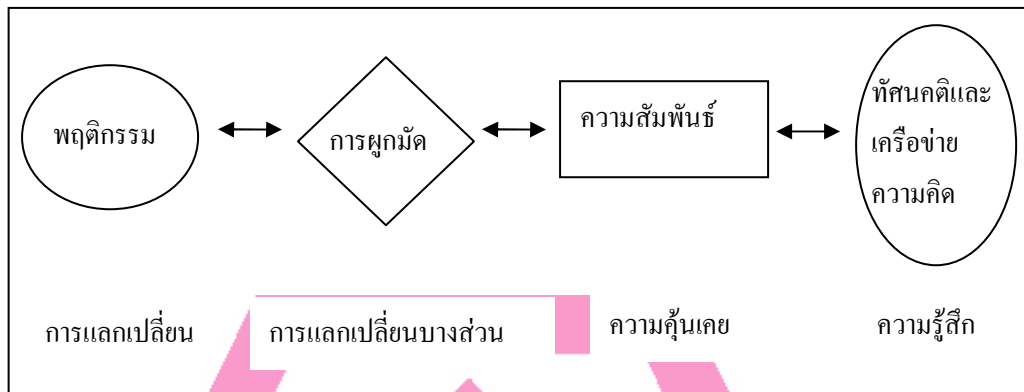 พฤติกรรม
การผูกมัด
ความสัมพันธ์
ทัศนคติและ
เครือข่าย
ความคิด
การแลกเปลี่ยน
การแลกเปลี่ยนบางส่วน
ความคุ้นเคย
ความรู้สึก